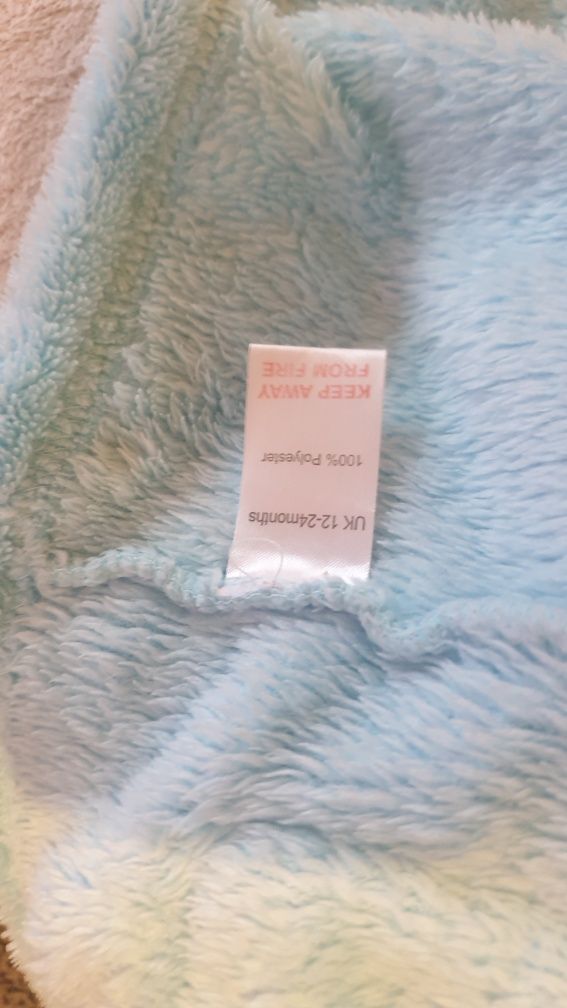 UK 12-24months
100% Polyester
KEEP AWAY
FROM FIRE